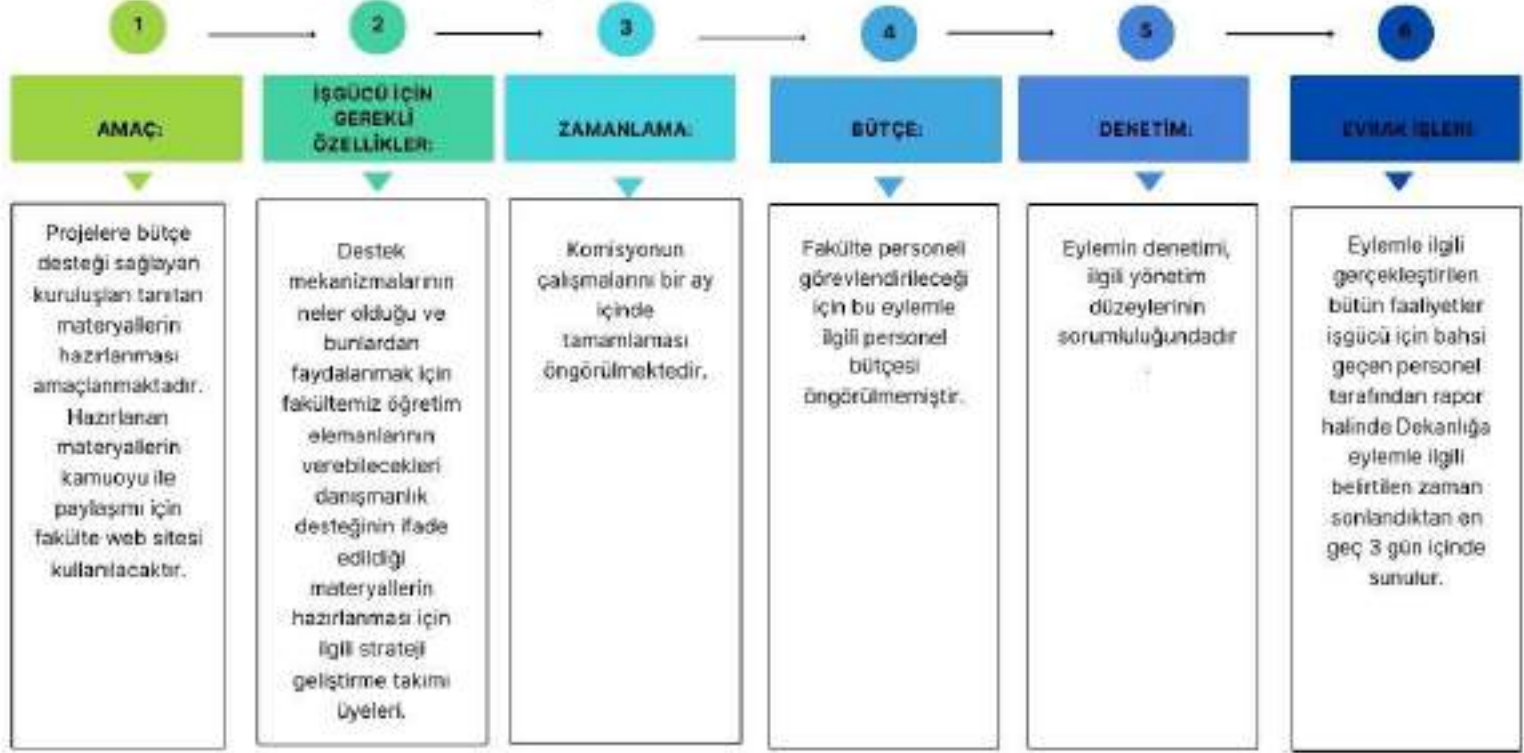 1
2
3
4
5
6
AMAÇ:
İŞGÜCÜ İÇİN
GEREKLİ
ÖZELLİKLER:
ZAMANLAMA:
BÜTÇE:
DENETİM:
EVRAK İŞLERİ:
Projelere bütçe
desteği sağlayan
kuruluşları tanıtan
materyallerin
hazırlanması
amaçlanmaktadır.
Hazırlanan
materyallerin
kamuoyu ile
paylaşımı için
fakülte web sitesi
kullanılacaktır.
Destek
mekanizmalarının
neler olduğu ve
bunlardan
faydalanmak için
fakültemiz öğretim
elemanlarının
verebilecekleri
danışmanlık
desteğinin ifade
edildiği
materyallerin
hazırlanması için
ilgili strateji
geliştirme takımı
üyeleri.
Komisyonun
çalışmalarını bir ay
içinde
tamamlaması
öngörülmektedir.
Fakülte personeli
görevlendirileceği
için bu eylemle
ilgili personel
bütçesi
öngörülmemiştir.
Eylemin denetimi,
ilgili yönetim
düzeylerinin
sorumluluğundadır
.
Eylemle ilgili
gerçekleştirilen
bütün faaliyetler
işgücü için bahsi
geçen personel
tarafından rapor
halinde Dekanlığa
eylemle ilgili
belirtilen zaman
sonlandıktan en
geç 3 gün içinde
sunulur.